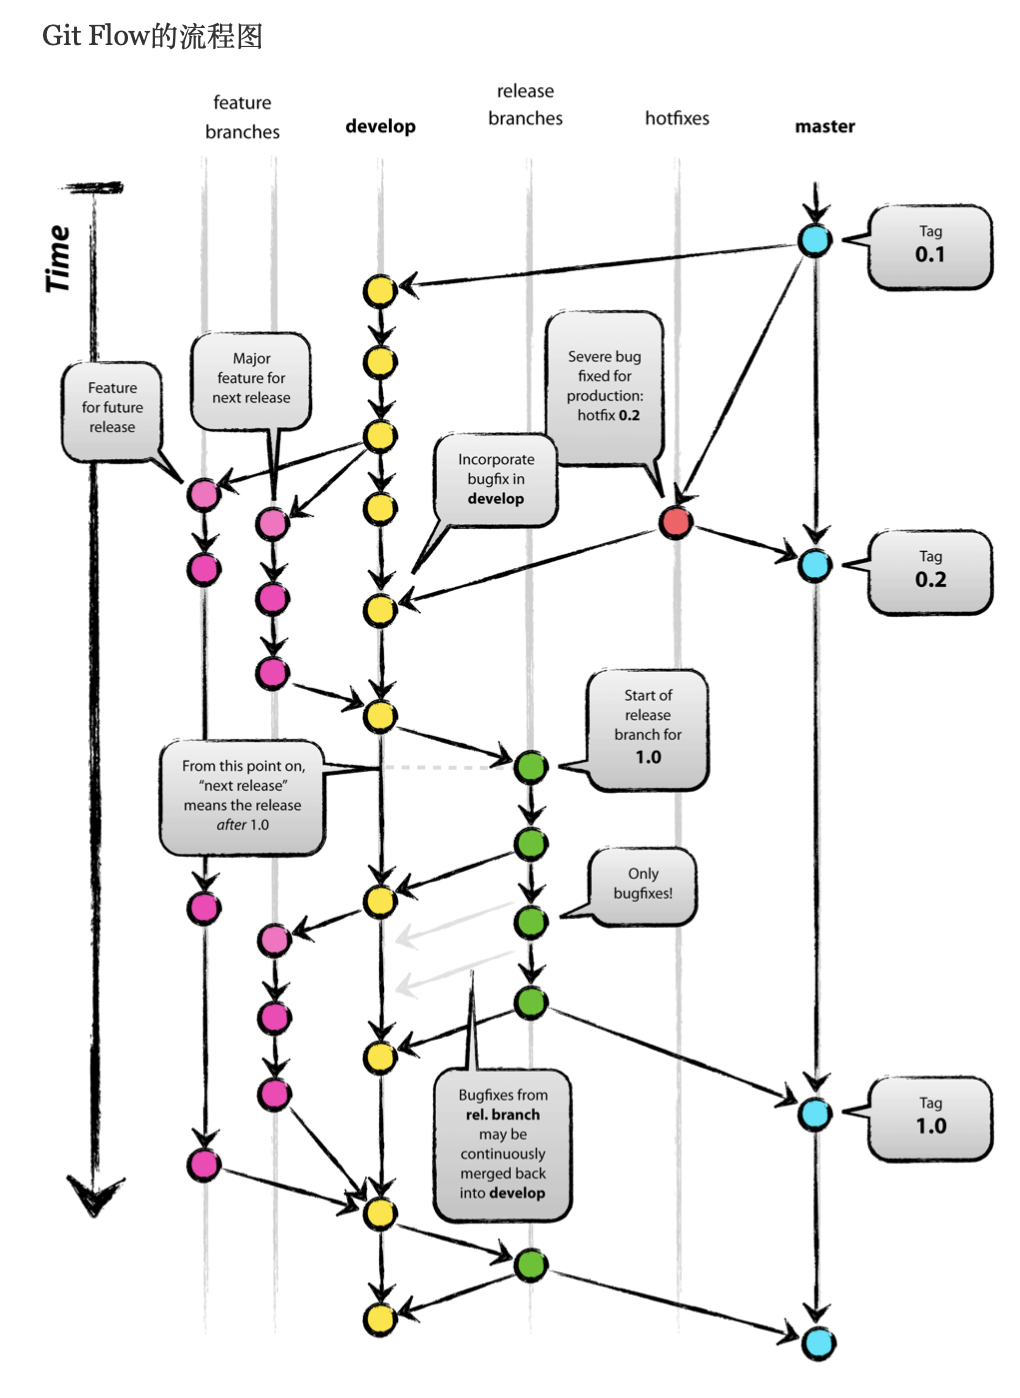 Git Flow的流程图
feature
branches
develop
release
branches
hotfixes
master
Time
Tag
0.1
Major
feature for
next release
Feature
for future
release
Severe bug
fixed for
production:
hotfix 0.2
Incorporate
bugfix in
develop
Tag
0.2
Start of
release
branch for
1.0
From this point on,
“next release”
means the release
after 1.0
Only
bugfixes!
Bugfixes from
rel. branch
may be
continuously
merged back
into develop
Tag
1.0